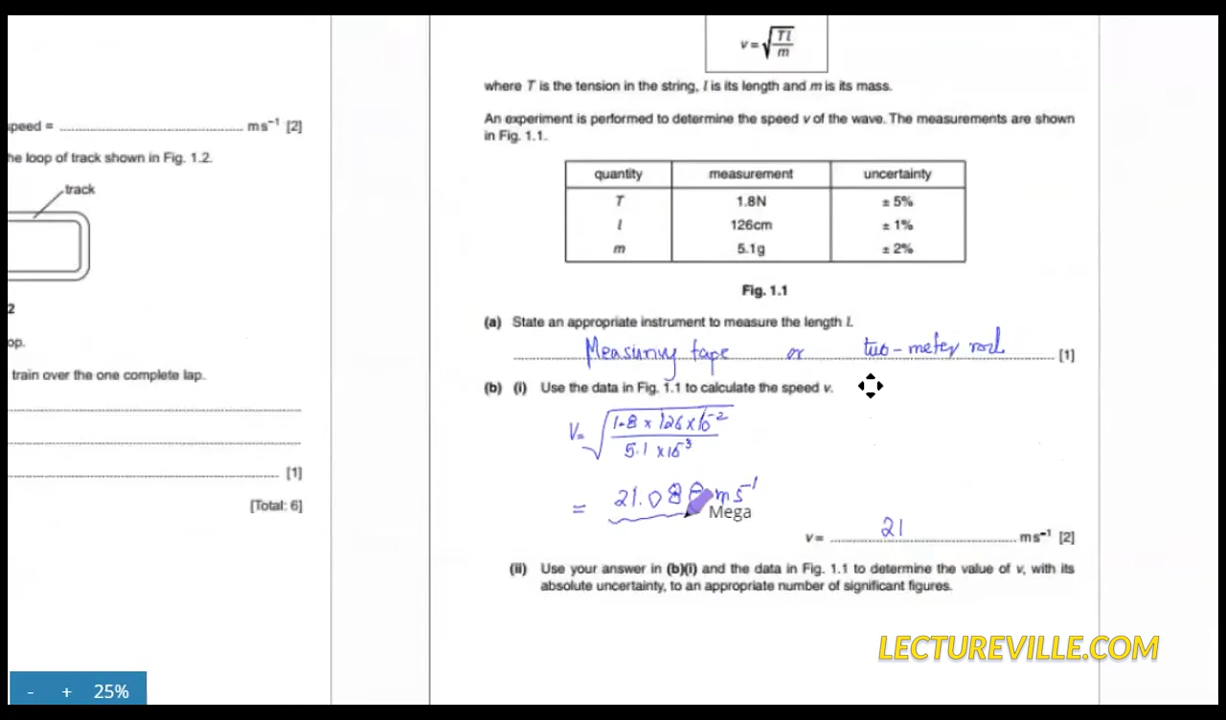 v = √Tl/m
where T is the tension in the string, l is its length and m is its mass.
speed = ms⁻¹ [2]
An experiment is performed to determine the speed v of the wave. The measurements are shown
in Fig. 1.1.
he loop of track shown in Fig. 1.2.
track
quantity measurement uncertainty
T 1.8N ± 5%
l 126cm ± 1%
m 5.1g ± 2%
Fig. 1.1
2
op.
train over the one complete lap.
[1]
[Total: 6]
(a) State an appropriate instrument to measure the length l.
Measuring tape or two-meter rod [1]
(b) (i) Use the data in Fig. 1.1 to calculate the speed v.
V= √1.8 × 126 × 10⁻²
5.1 × 10⁻³
= 21.088 ms⁻¹
Mega
v= 21 ms⁻¹ [2]
(ii) Use your answer in (b)(i) and the data in Fig. 1.1 to determine the value of v, with its
absolute uncertainty, to an appropriate number of significant figures.
LECTUREVILLE.COM
- + 25%